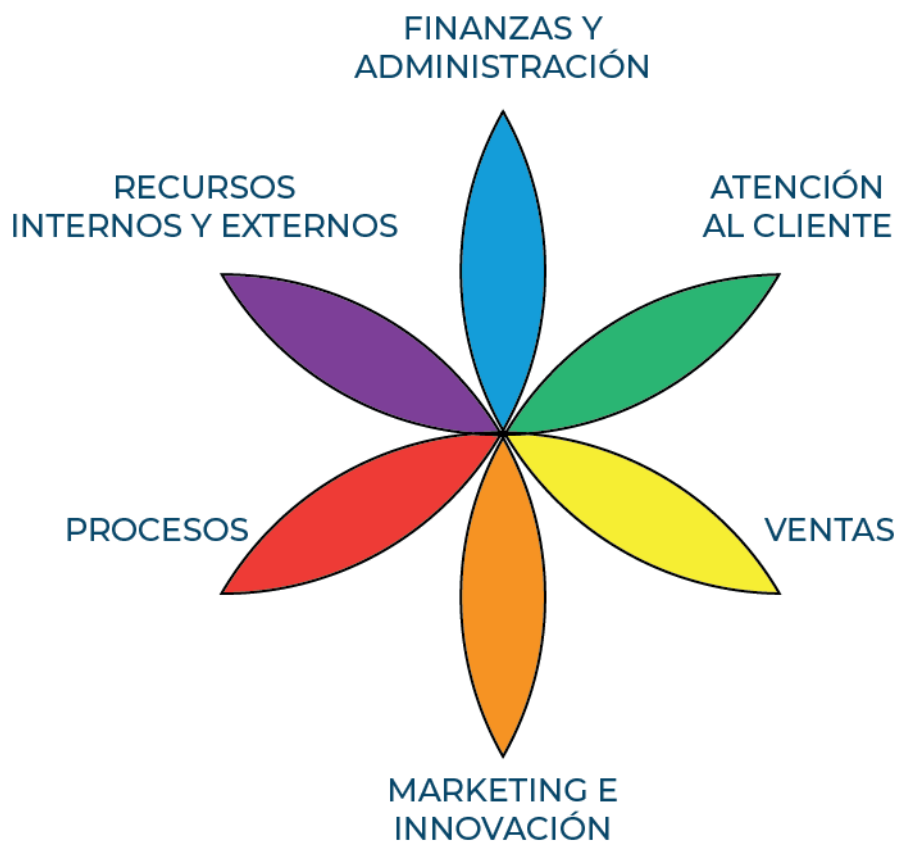 FINANZAS Y
ADMINISTRACIÓN
RECURSOS
INTERNOS Y EXTERNOS
ATENCIÓN
AL CLIENTE
PROCESOS
VENTAS
MARKETING E
INNOVACIÓN